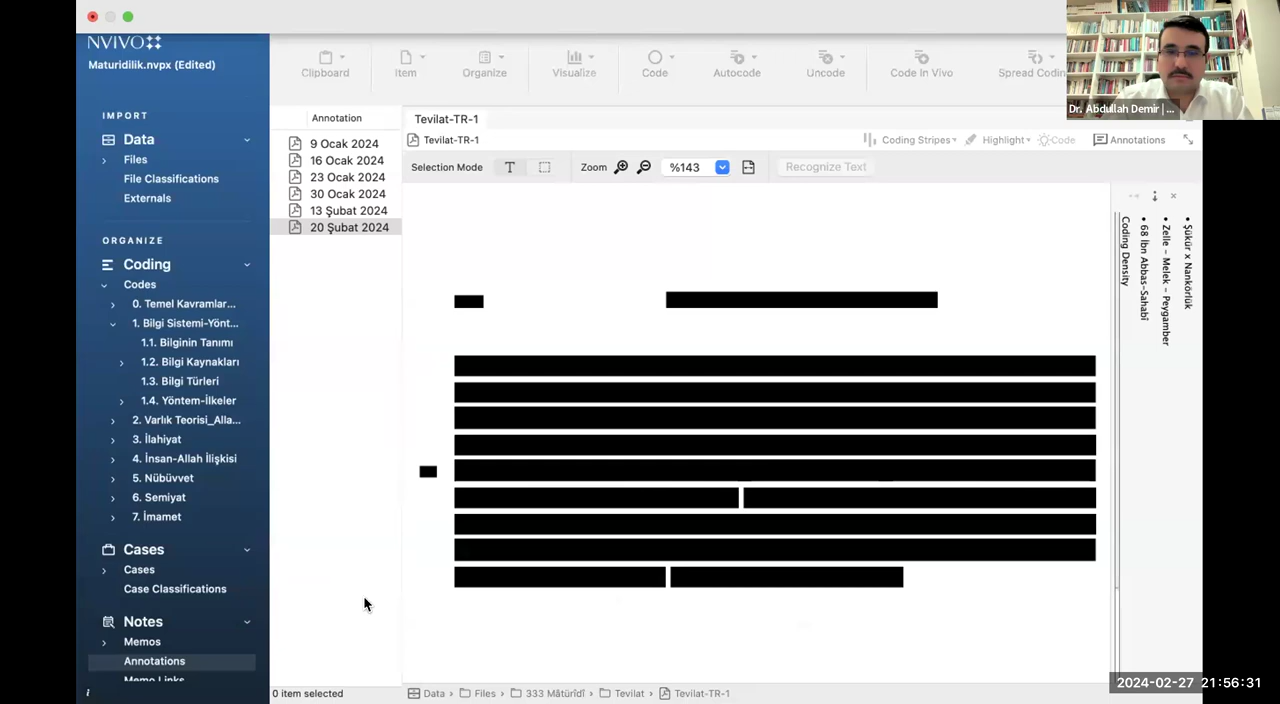 NVIVO
Maturidilik.nvpx (Edited)
IMPORT
Data
Files
File Classifications
Externals
ORGANIZE
Coding
Codes
0. Temel Kavramlar...
1. Bilgi Sistemi-Yönt...
1.1. Bilginin Tanımı
1.2. Bilgi Kaynakları
1.3. Bilgi Türleri
1.4. Yöntem-İlkeler
2. Varlık Teorisi_Alla...
3. İlahiyat
4. İnsan-Allah İlişkisi
5. Nübüvvet
6. Semiyat
7. İmamet
Cases
Cases
Case Classifications
Notes
Memos
Annotations
Memo Links
Clipboard
Item
Organize
Visualize
Code
Autocode
Uncode
Code In Vivo
Spread Codin
Annotation
9 Ocak 2024
16 Ocak 2024
23 Ocak 2024
30 Ocak 2024
13 Şubat 2024
20 Şubat 2024
0 item selected
Tevilat-TR-1
Tevilat-TR-1
Coding Stripes
Highlight
Code
Annotations
Selection Mode
T
Zoom
%143
Recognize Text
Şükür x Nankörlük
Zelle - Melek - Peygamber
68 İbn Abbas-Sahabî
Coding Density
Data
Files
333 Mâtürîdî
Tevilat
Tevilat-TR-1
Dr. Abdullah Demir | ...
2024-02-27 21:56:31